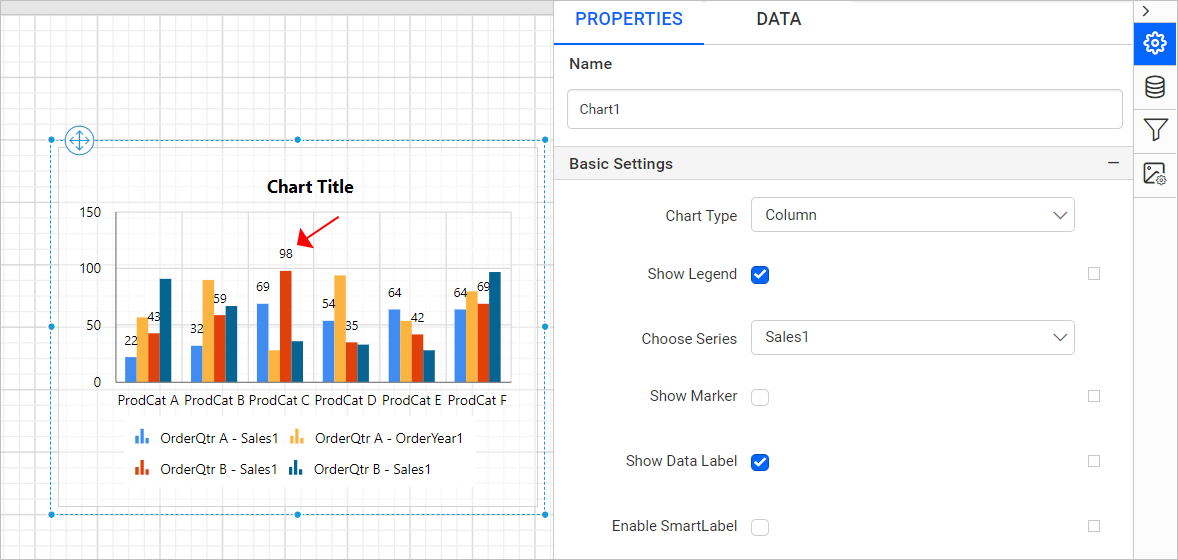 PROPERTIES DATA
Name
Chart1
Basic Settings
Chart Type Column
Show Legend
Choose Series Sales1
Show Marker
Show Data Label
Enable SmartLabel
Chart Title
150
100
50
0
22 43 32 59 69 98 54 35 64 42 64 69
ProdCat A ProdCat B ProdCat C ProdCat D ProdCat E ProdCat F
OrderQtr A - Sales1 OrderQtr A - OrderYear1
OrderQtr B - Sales1 OrderQtr B - Sales1